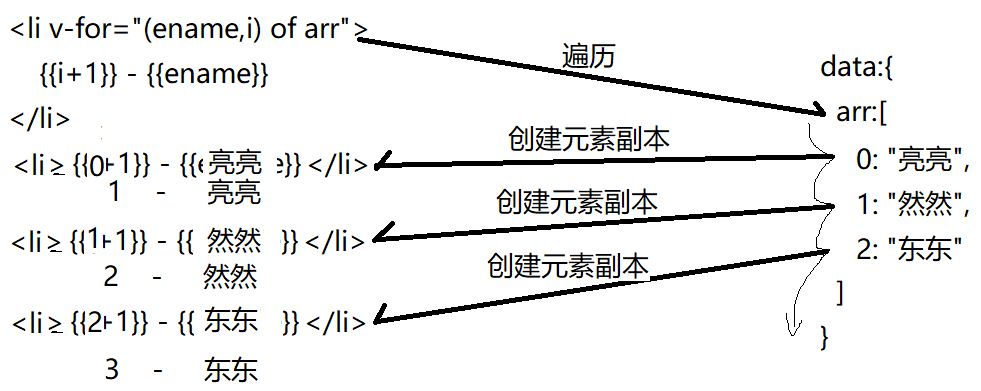 <li v-for="(ename,i) of arr">
{{i+1}} - {{ename}}
</li>
遍历
data:{
arr:[
创建元素副本
0: "亮亮",
<li> {{0+1}} - {{e亮亮e}}</li>
1 - 亮亮
创建元素副本
1: "然然",
<li> {{1+1}} - {{ 然然 }}</li>
2 - 然然
创建元素副本
2: "东东"
]
<li> {{2+1}} - {{ 东东 }}</li>
}
3 - 东东